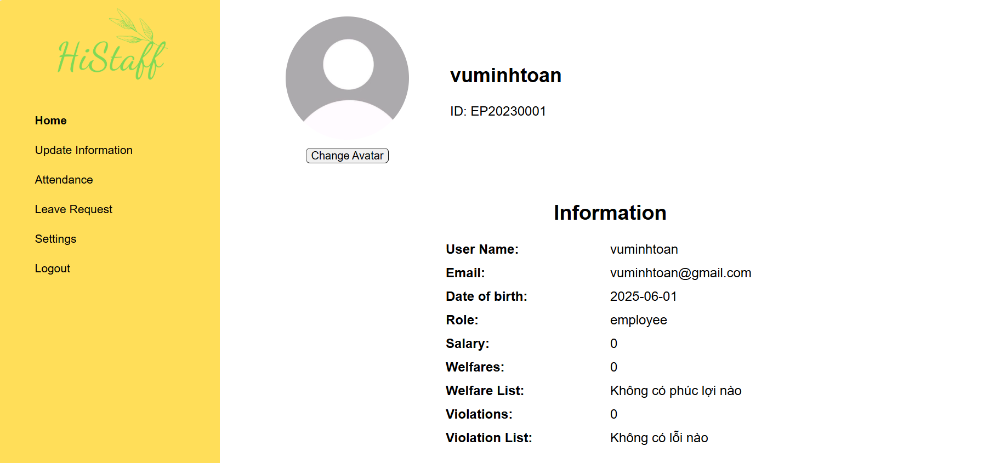 HiStaff
Home
Update Information
Attendance
Leave Request
Settings
Logout
vuminhtoan
ID: EP20230001
Change Avatar
Information
User Name: vuminhtoan
Email: vuminhtoan@gmail.com
Date of birth: 2025-06-01
Role: employee
Salary: 0
Welfares: 0
Welfare List: Không có phúc lợi nào
Violations: 0
Violation List: Không có lỗi nào